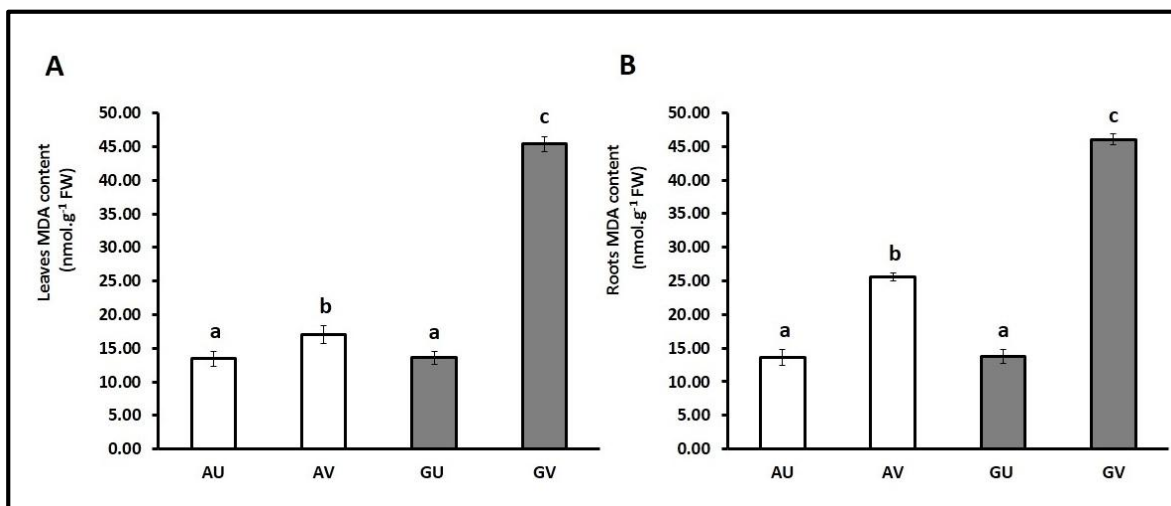 A
Leaves MDA content
(nmol.g⁻¹ FW)
50.00
45.00
40.00
35.00
30.00
25.00
20.00
15.00
10.00
5.00
0.00
a
b
a
c
AU
AV
GU
GV
B
Roots MDA content
(nmol.g⁻¹ FW)
50.00
45.00
40.00
35.00
30.00
25.00
20.00
15.00
10.00
5.00
0.00
a
b
a
c
AU
AV
GU
GV